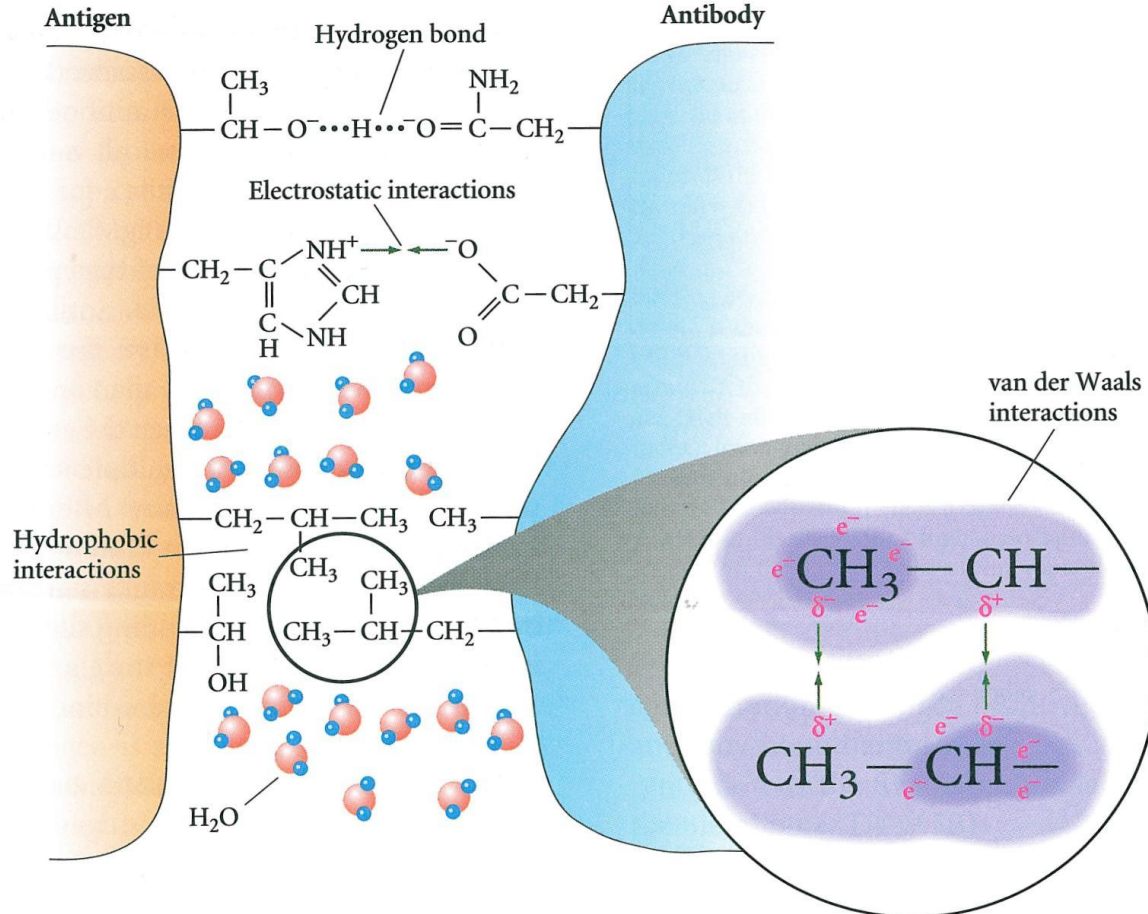 Antigen
Antibody
Hydrogen bond
CH₃
NH₂
CH—O⁻•••H•••⁻O=C—CH₂—
Electrostatic interactions
—CH₂—C
NH⁺
⁻O
CH
C—CH₂—
C
H
NH
O
van der Waals
interactions
—CH₂—CH—CH₃
CH₃—
Hydrophobic
interactions
CH₃
CH₃
CH₃
—CH
CH₃—CH—CH₂—
OH
H₂O
e⁻
e⁻
e⁻
CH₃—CH—
δ⁻
e⁻
δ⁺
δ⁺
e⁻
δ⁻
CH₃—CH—
e⁻
e⁻
e⁻